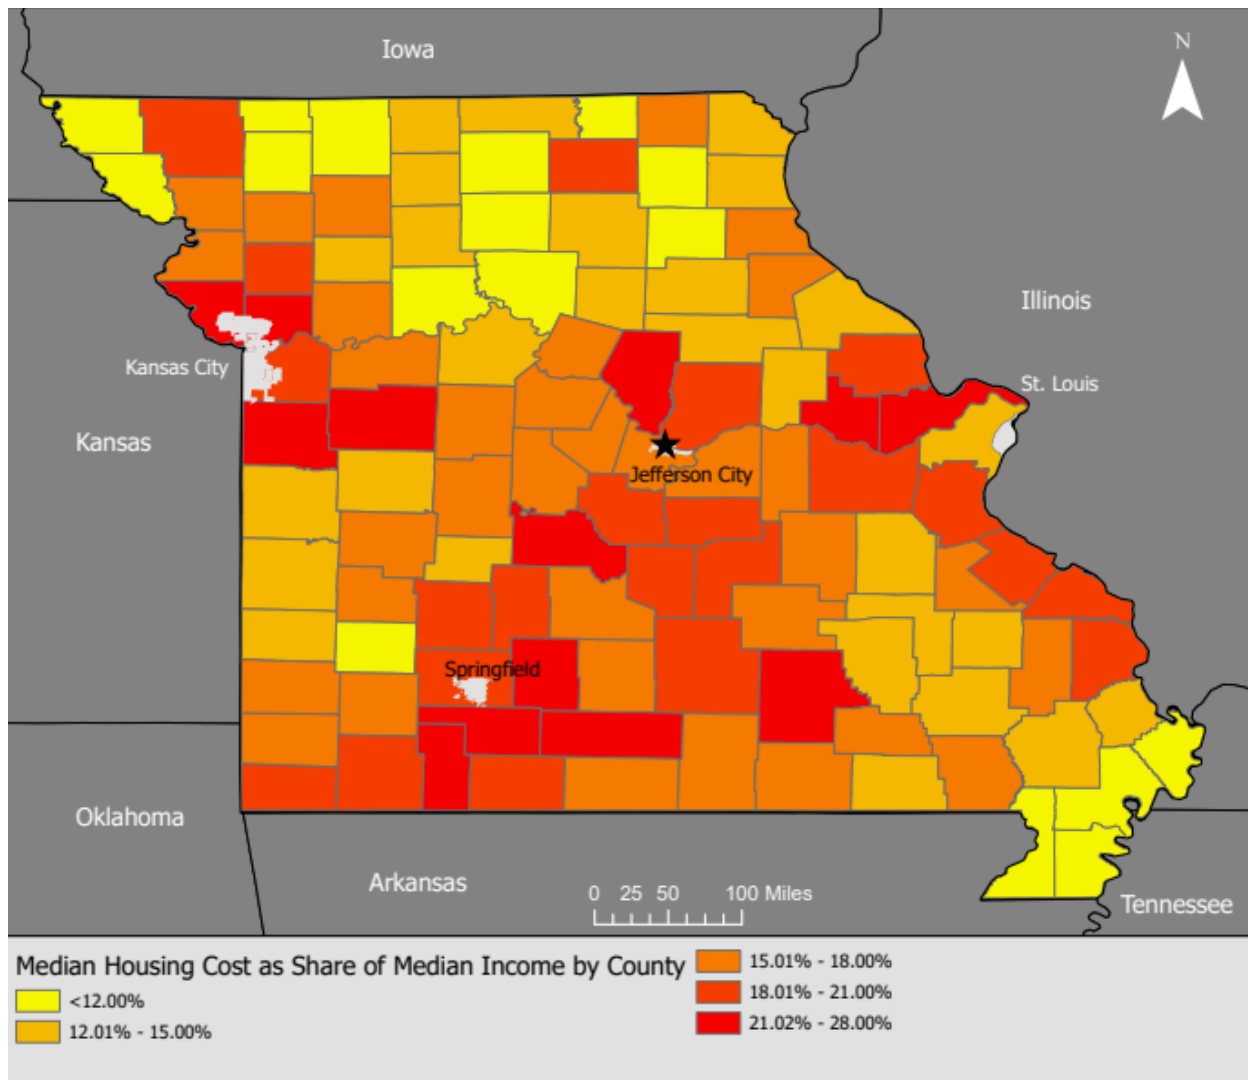 Iowa
N
Illinois
Kansas City
St. Louis
Kansas
Jefferson City
Springfield
Oklahoma
Arkansas
0 25 50 100 Miles
Tennessee
Median Housing Cost as Share of Median Income by County
<12.00%
12.01% - 15.00%
15.01% - 18.00%
18.01% - 21.00%
21.02% - 28.00%